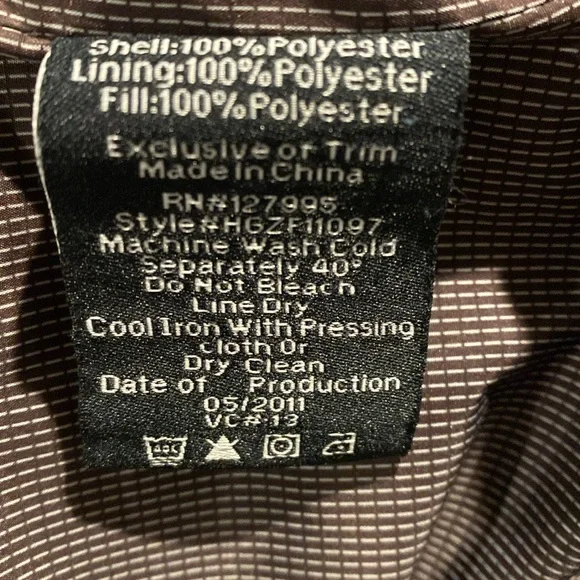 Shell:100%Polyester
Lining:100%Polyester
Fill:100%Polyester
Exclusive of Trim
Made In China
RN#127995
Style#HGZF11097
Machine Wash Cold
Separately 40°
Do Not Bleach
Line Dry
Cool Iron With Pressing
cloth Or
Dry Clean
Date of Production
05/2011
VC#:13